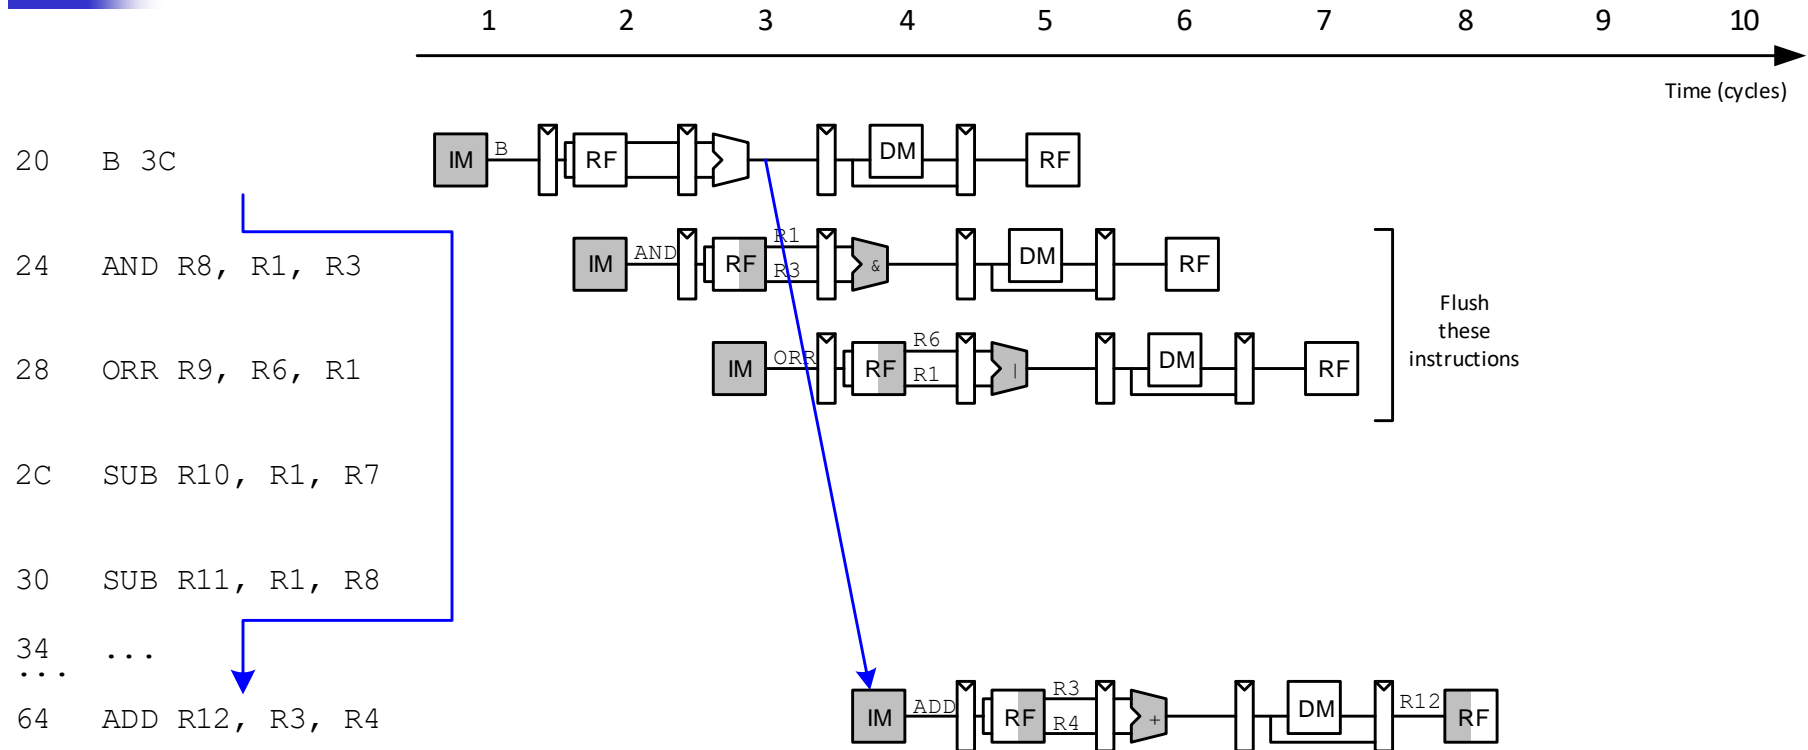 1 2 3 4 5 6 7 8 9 10
Time (cycles)
20 B 3C IM B RF DM RF
24 AND R8, R1, R3 IM AND RF R1 R3 & DM RF
28 ORR R9, R6, R1 IM ORR RF R6 R1 | DM RF
Flush
these
instructions
2C SUB R10, R1, R7
30 SUB R11, R1, R8
34 ...
...
64 ADD R12, R3, R4 IM ADD RF R3 R4 + DM R12 RF